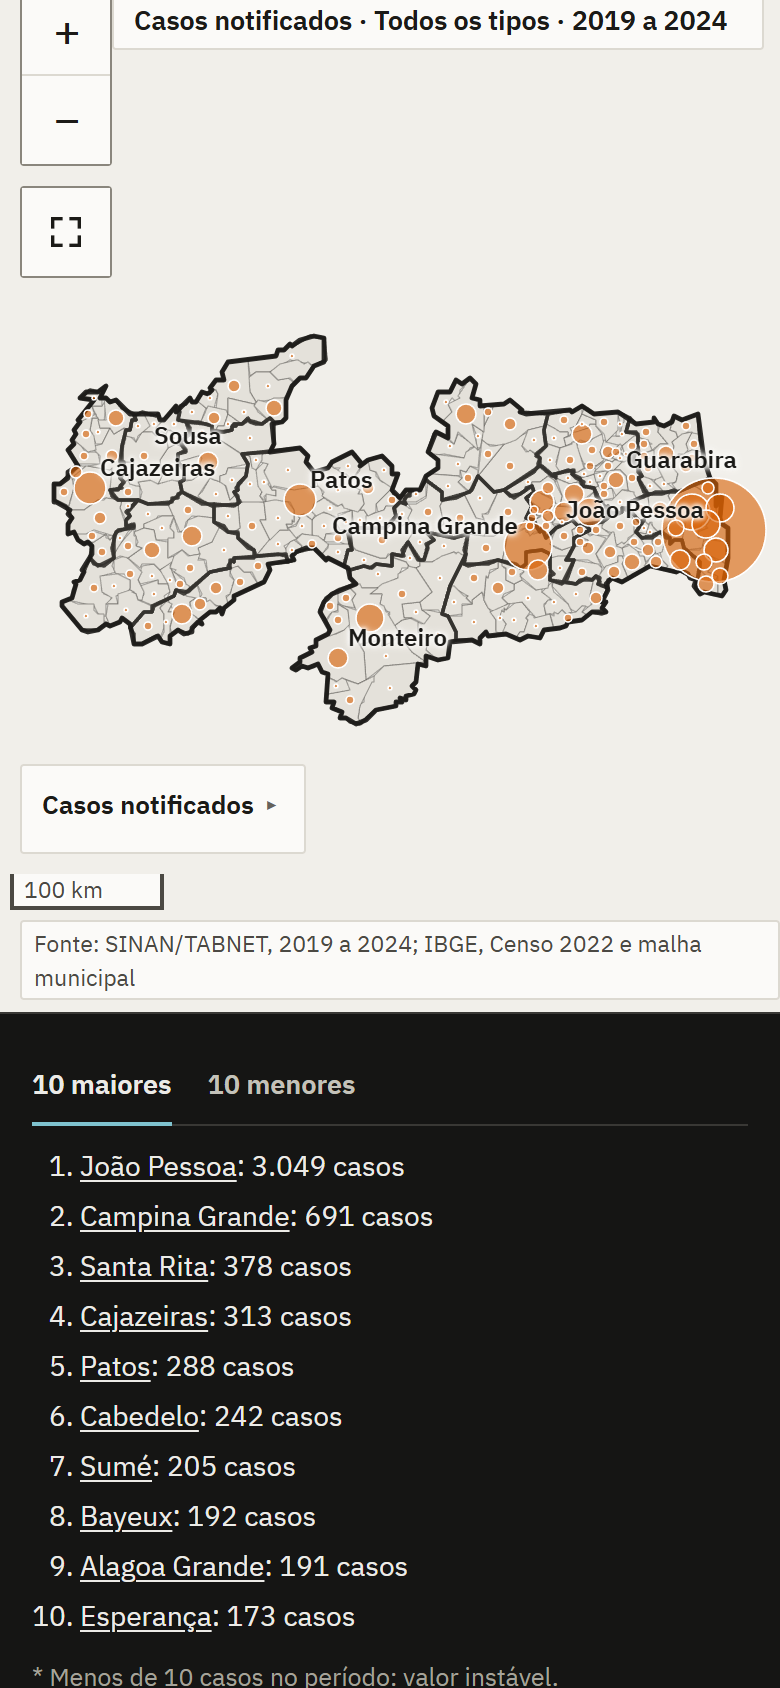 +
Casos notificados · Todos os tipos · 2019 a 2024
−
Sousa
Cajazeiras
Patos
Guarabira
João Pessoa
Campina Grande
Monteiro
Casos notificados ▸
100 km
Fonte: SINAN/TABNET, 2019 a 2024; IBGE, Censo 2022 e malha
municipal
10 maiores 10 menores
1. João Pessoa: 3.049 casos
2. Campina Grande: 691 casos
3. Santa Rita: 378 casos
4. Cajazeiras: 313 casos
5. Patos: 288 casos
6. Cabedelo: 242 casos
7. Sumé: 205 casos
8. Bayeux: 192 casos
9. Alagoa Grande: 191 casos
10. Esperança: 173 casos
* Menos de 10 casos no período: valor instável.